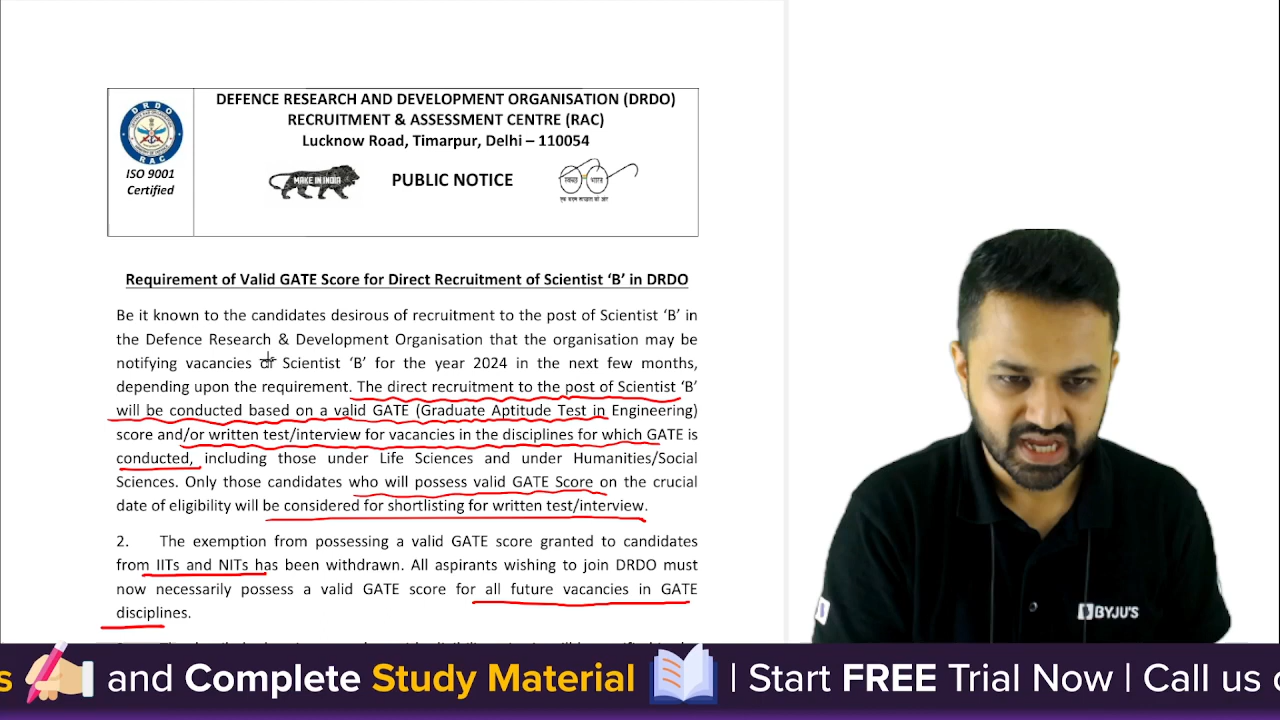 DRDO
RAC
ISO 9001
Certified
DEFENCE RESEARCH AND DEVELOPMENT ORGANISATION (DRDO)
RECRUITMENT & ASSESSMENT CENTRE (RAC)
Lucknow Road, Timarpur, Delhi – 110054
MAKE IN INDIA
PUBLIC NOTICE
स्वच्छ भारत
एक कदम स्वच्छता की ओर
Requirement of Valid GATE Score for Direct Recruitment of Scientist ‘B’ in DRDO
Be it known to the candidates desirous of recruitment to the post of Scientist ‘B’ in
the Defence Research & Development Organisation that the organisation may be
notifying vacancies of Scientist ‘B’ for the year 2024 in the next few months,
depending upon the requirement. The direct recruitment to the post of Scientist ‘B’
will be conducted based on a valid GATE (Graduate Aptitude Test in Engineering)
score and/or written test/interview for vacancies in the disciplines for which GATE is
conducted, including those under Life Sciences and under Humanities/Social
Sciences. Only those candidates who will possess valid GATE Score on the crucial
date of eligibility will be considered for shortlisting for written test/interview.
2. The exemption from possessing a valid GATE score granted to candidates
from IITs and NITs has been withdrawn. All aspirants wishing to join DRDO must
now necessarily possess a valid GATE score for all future vacancies in GATE
disciplines.
BYJU'S
s and Complete Study Material | Start FREE Trial Now | Call us